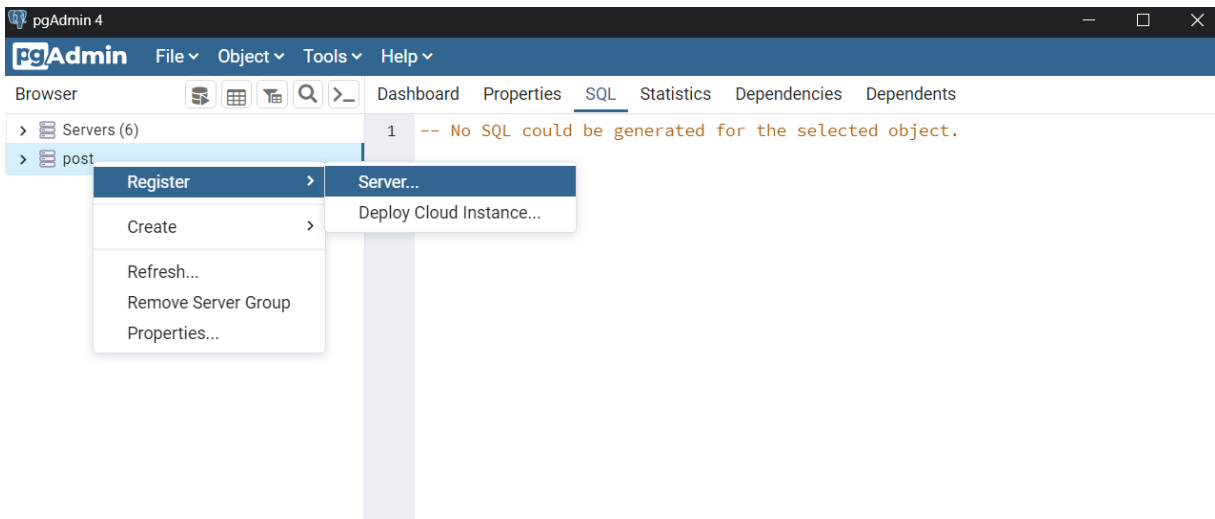 pgAdmin 4
pgAdmin File Object Tools Help
Browser Dashboard Properties SQL Statistics Dependencies Dependents
Servers (6) 1 -- No SQL could be generated for the selected object.
post
Register Server...
Deploy Cloud Instance...
Create
Refresh...
Remove Server Group
Properties...